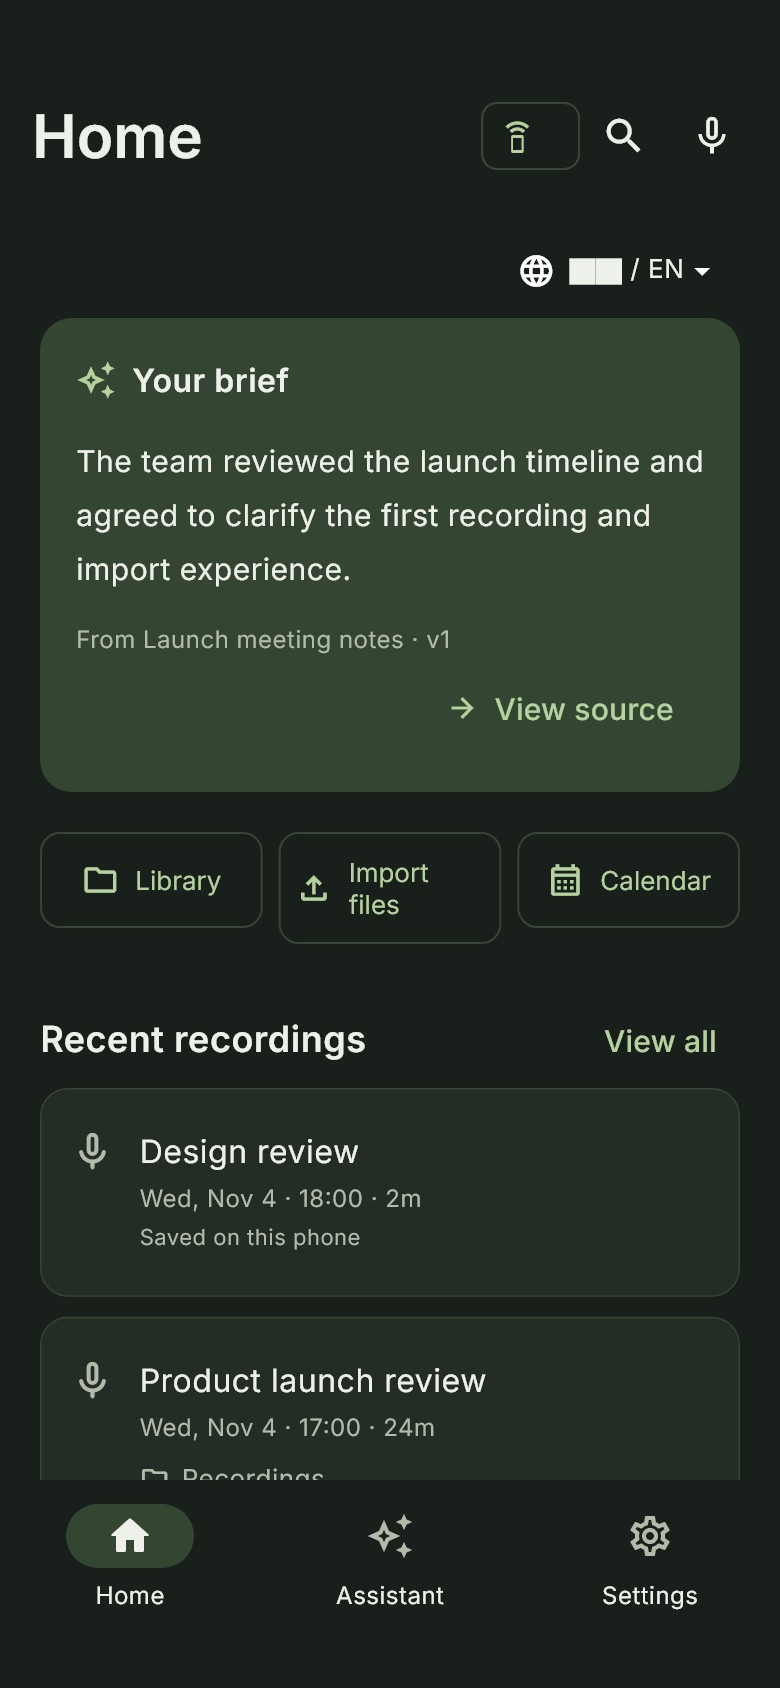 Home
/ EN
Your brief
The team reviewed the launch timeline and
agreed to clarify the first recording and
import experience.
From Launch meeting notes · v1
View source
Library
Import
files
Calendar
Recent recordings
View all
Design review
Wed, Nov 4 · 18:00 · 2m
Saved on this phone
Product launch review
Wed, Nov 4 · 17:00 · 24m
Recordings
Home
Assistant
Settings